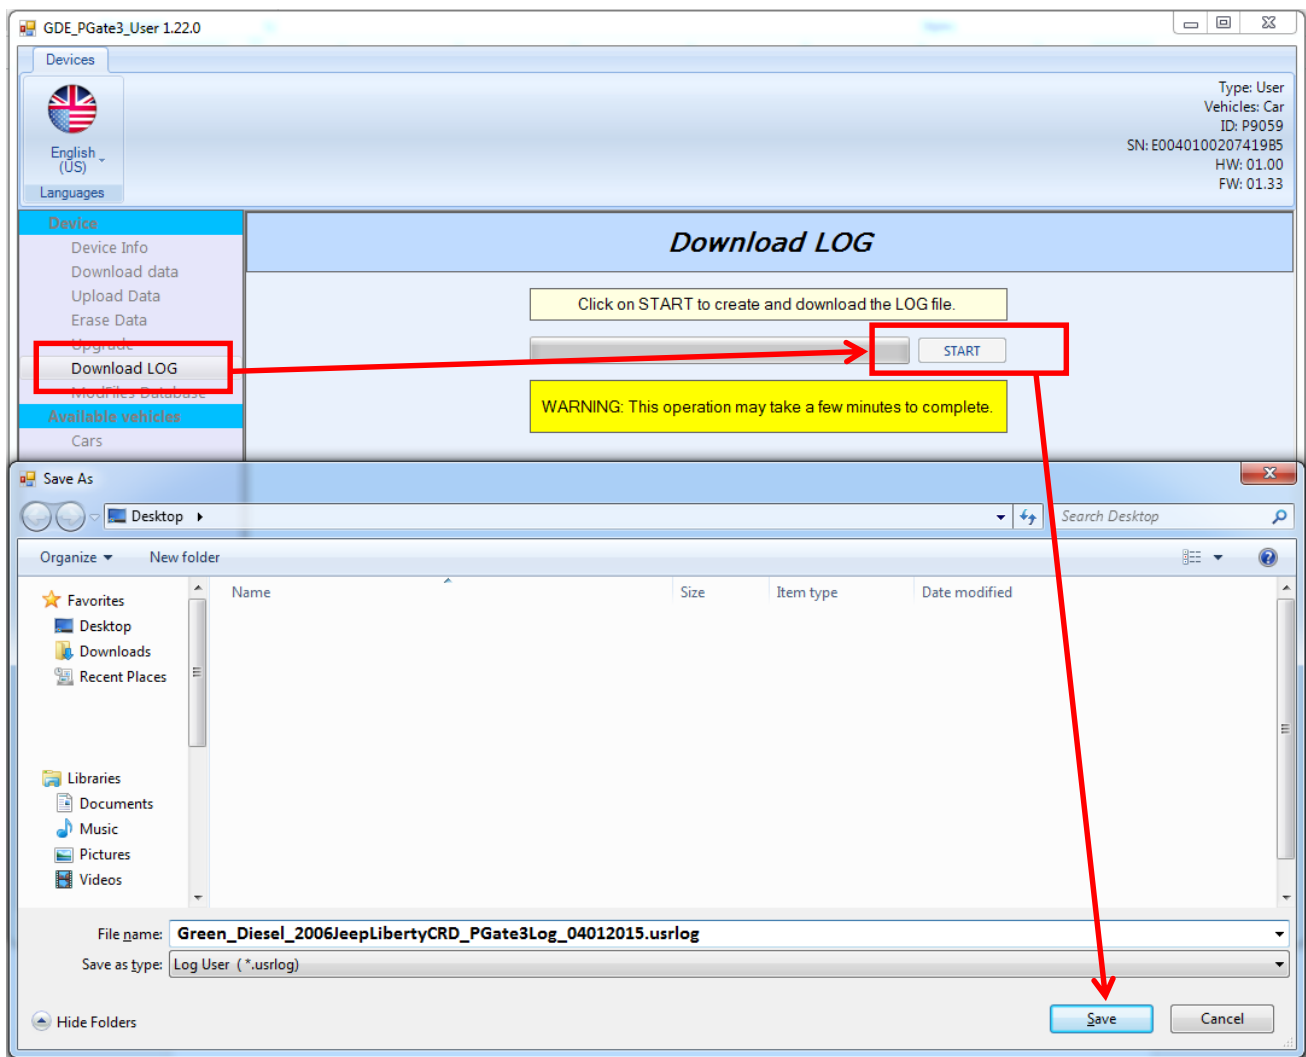 GDE_PGate3_User 1.22.0
Devices
English
(US)
Languages
Type: User
Vehicles: Car
ID: P9059
SN: E0040100207419B5
HW: 01.00
FW: 01.33
Device
Device Info
Download data
Upload Data
Erase Data
Upgrade
Download LOG
ModFiles Database
Available vehicles
Cars
Download LOG
Click on START to create and download the LOG file.
START
WARNING: This operation may take a few minutes to complete.
Save As
Desktop
Search Desktop
Organize
New folder
Favorites
Desktop
Downloads
Recent Places
Libraries
Documents
Music
Pictures
Videos
Name Size Item type Date modified
File name: Green_Diesel_2006JeepLibertyCRD_PGate3Log_04012015.usrlog
Save as type: Log User ( *.usrlog)
Hide Folders
Save
Cancel